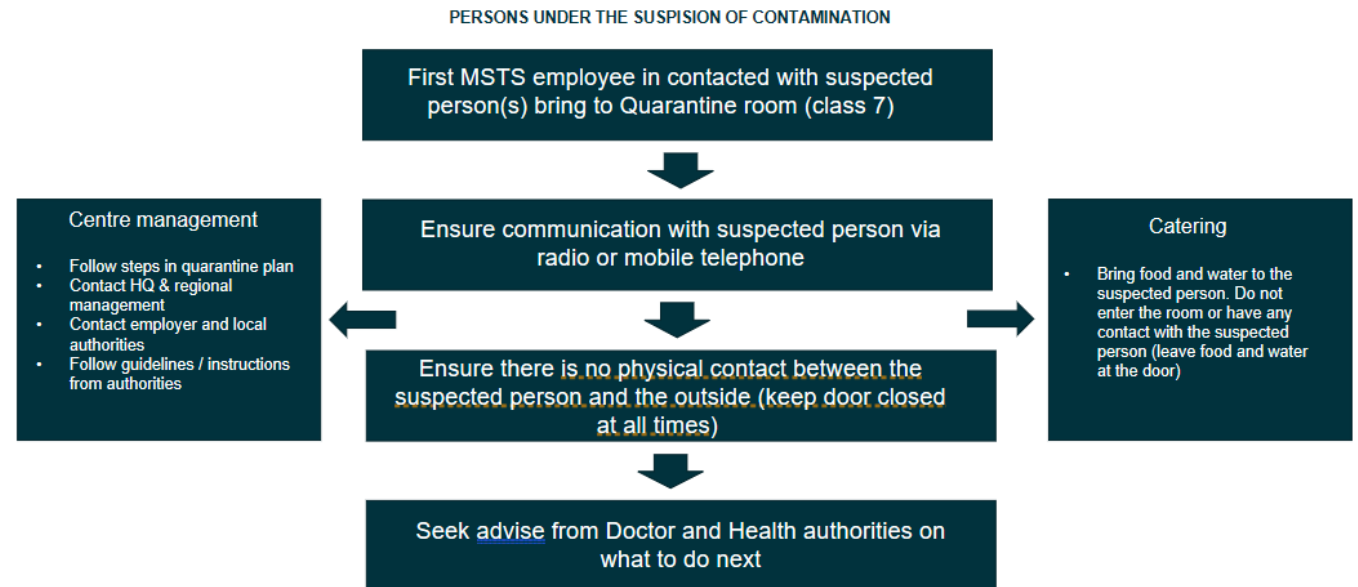 PERSONS UNDER THE SUSPISION OF CONTAMINATION
First MSTS employee in contacted with suspected
person(s) bring to Quarantine room (class 7)
Ensure communication with suspected person via
radio or mobile telephone
Centre management
• Follow steps in quarantine plan
• Contact HQ & regional
management
• Contact employer and local
authorities
• Follow guidelines / instructions
from authorities
Catering
• Bring food and water to the
suspected person. Do not
enter the room or have any
contact with the suspected
person (leave food and water
at the door)
Ensure there is no physical contact between the
suspected person and the outside (keep door closed
at all times)
Seek advise from Doctor and Health authorities on
what to do next